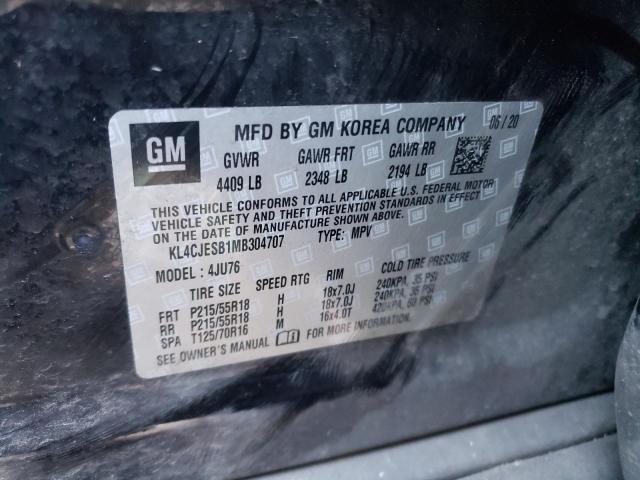 GM
MFD BY GM KOREA COMPANY 06/20
GVWR GAWR FRT GAWR RR
4409 LB 2348 LB 2194 LB
THIS VEHICLE CONFORMS TO ALL APPLICABLE U.S. FEDERAL MOTOR
VEHICLE SAFETY AND THEFT PREVENTION STANDARDS IN EFFECT
ON THE DATE OF MANUFACTURE SHOWN ABOVE.
KL4CJESB1MB304707 TYPE: MPV
MODEL : 4JU76
TIRE SIZE SPEED RTG RIM COLD TIRE PRESSURE
FRT P215/55R18 H 18x7.0J 240KPA, 35 PSI
RR P215/55R18 H 18x7.0J 240KPA, 35 PSI
SPA T125/70R16 M 16x4.0T 420KPA, 60 PSI
SEE OWNER'S MANUAL FOR MORE INFORMATION.